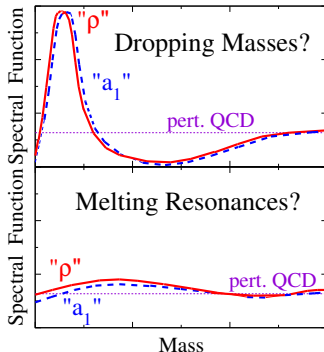 "ρ"
Dropping Masses?
"a₁"
pert. QCD
Spectral Function
Melting Resonances?
"ρ"
pert. QCD
"a₁"
Spectral Function
Mass